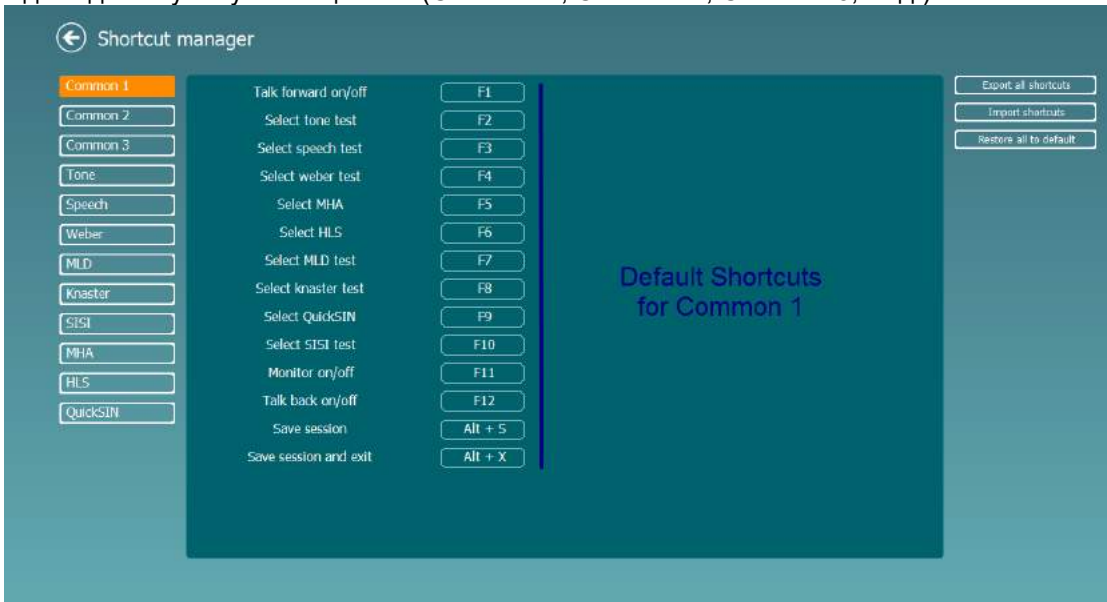 Shortcut manager
Common 1
Common 2
Common 3
Tone
Speech
Weber
MLD
Knaster
SISI
MHA
HLS
QuickSIN
Talk forward on/off F1
Select tone test F2
Select speech test F3
Select weber test F4
Select MHA F5
Select HLS F6
Select MLD test F7
Select knaster test F8
Select QuickSIN F9
Select SISI test F10
Monitor on/off F11
Talk back on/off F12
Save session Alt + S
Save session and exit Alt + X
Default Shortcuts
for Common 1
Export all shortcuts
Import shortcuts
Restore all to default